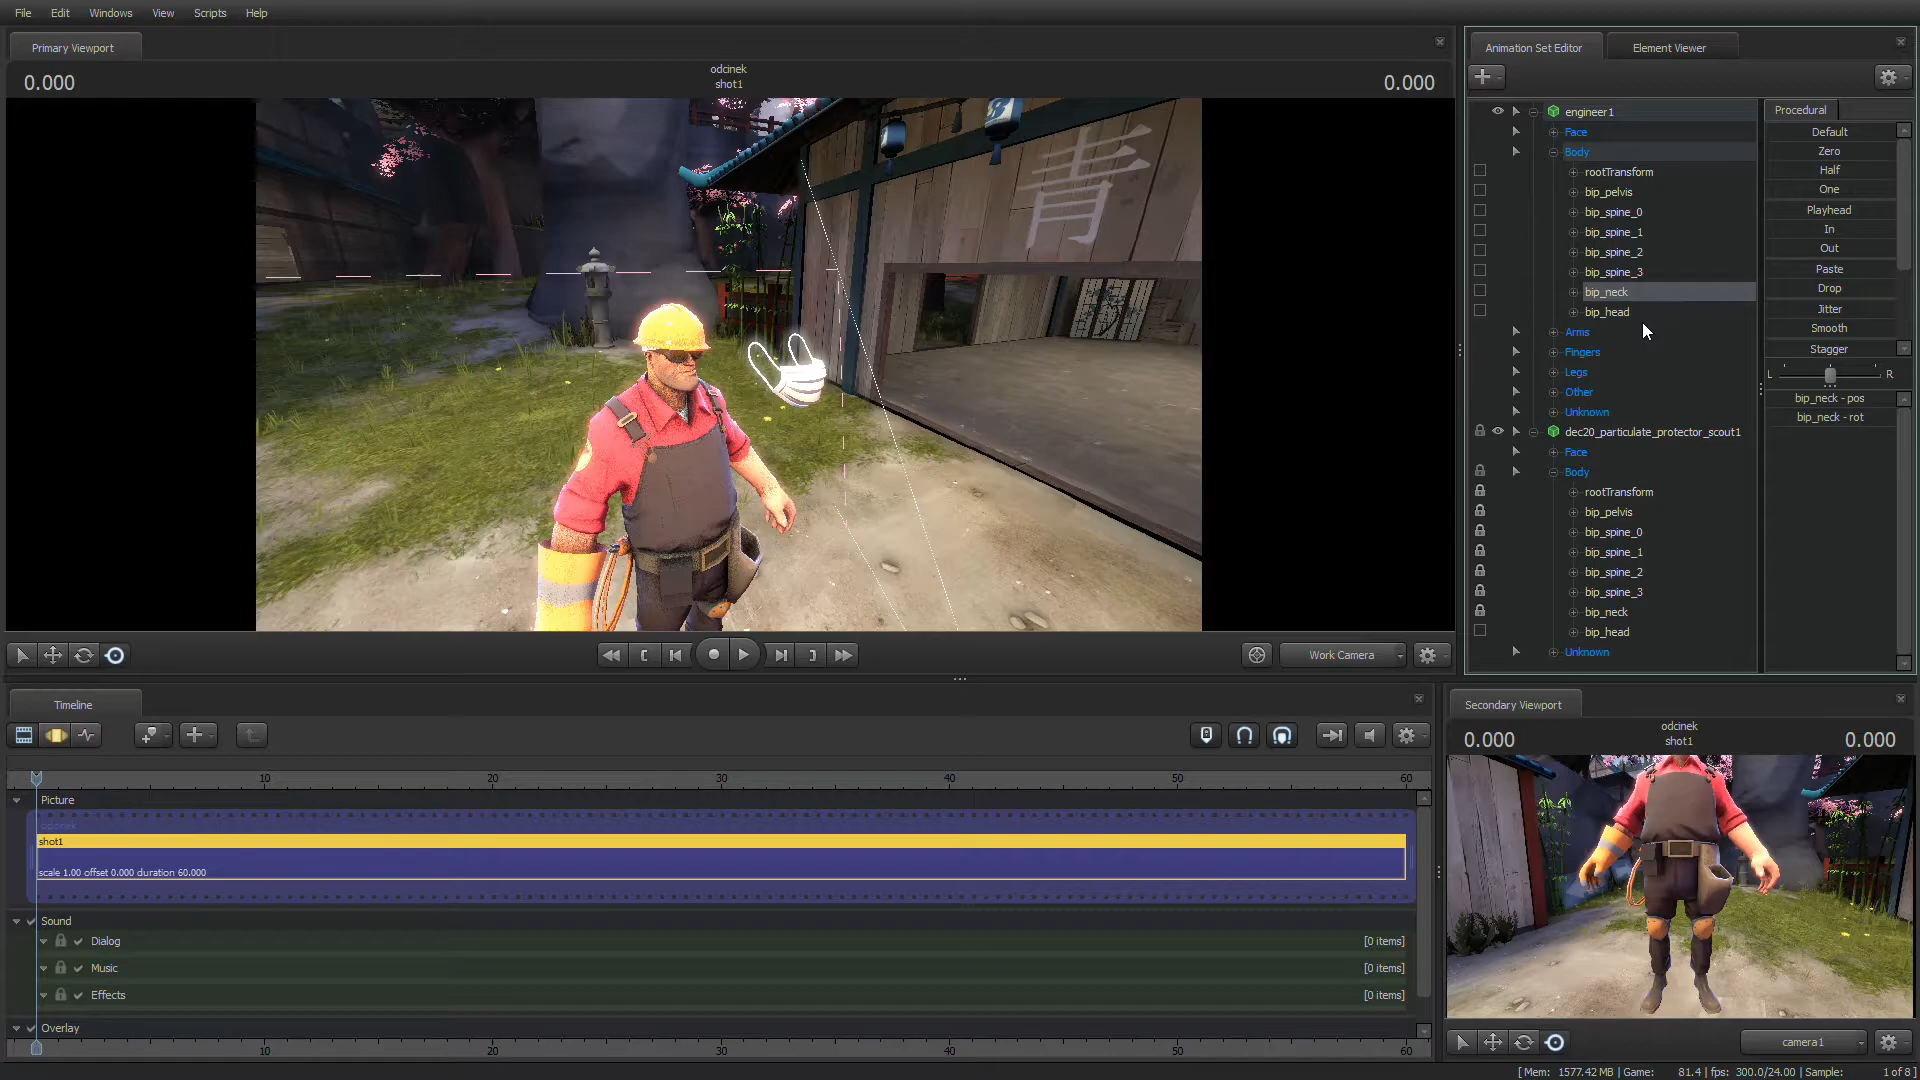 File Edit Windows View Scripts Help
Primary Viewport
0.000
odcinek
shot1
0.000
青
Work Camera
Animation Set Editor
Element Viewer
engineer1
Face
Body
rootTransform
bip_pelvis
bip_spine_0
bip_spine_1
bip_spine_2
bip_spine_3
bip_neck
bip_head
Arms
Fingers
Legs
Other
Unknown
dec20_particulate_protector_scout1
Face
Body
rootTransform
bip_pelvis
bip_spine_0
bip_spine_1
bip_spine_2
bip_spine_3
bip_neck
bip_head
Unknown
Procedural
Default
Zero
Half
One
Playhead
In
Out
Paste
Drop
Jitter
Smooth
Stagger
L R
bip_neck - pos
bip_neck - rot
Timeline
10 20 30 40 50 60
Picture
odcinek
shot1
scale 1.00 offset 0.000 duration 60.000
Sound
Dialog [0 items]
Music [0 items]
Effects [0 items]
Overlay
10 20 30 40 50 60
Secondary Viewport
0.000
odcinek
shot1
0.000
camera1
[ Mem: 1577.42 MB | Game: 81.4 | fps: 300.0/24.00 | Sample: 1 of 8 ]